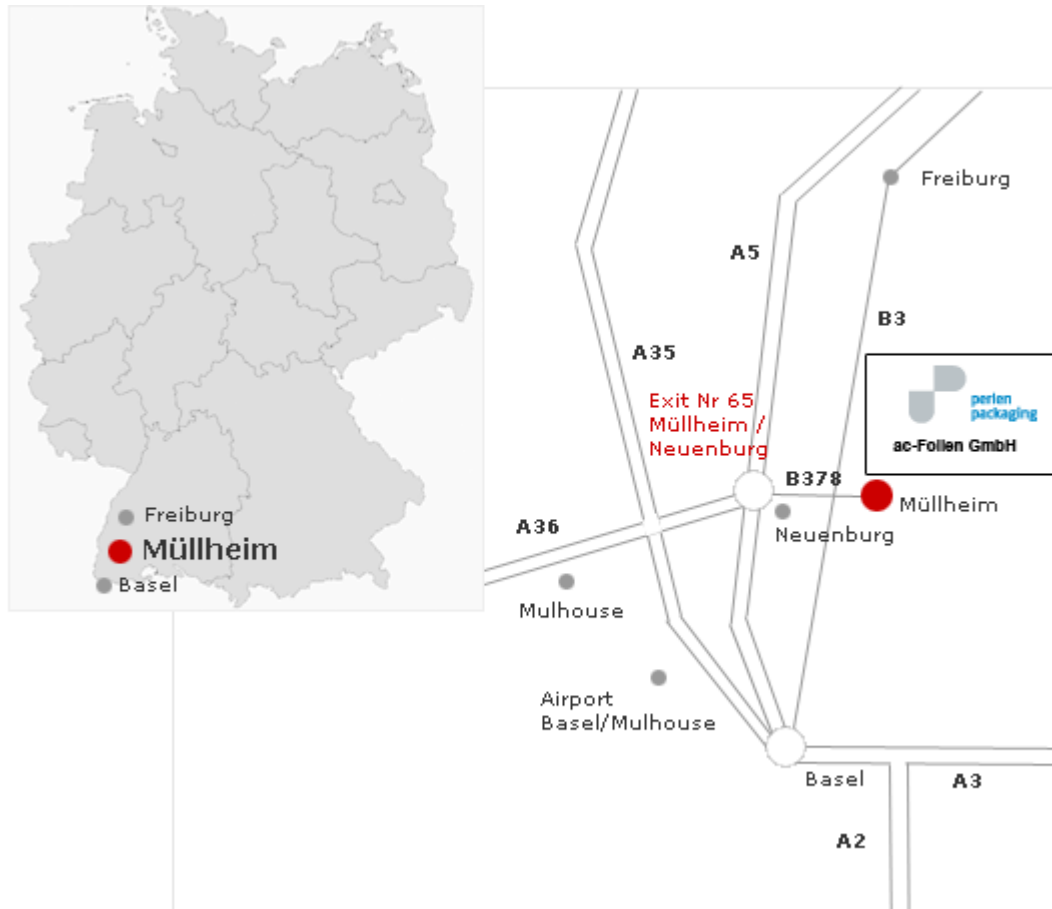 Freiburg
Müllheim
Basel
Freiburg
A5
B3
A35
Exit Nr 65
Müllheim /
Neuenburg
perlen
packaging
ac-Folien GmbH
B378
Müllheim
A36
Neuenburg
Mulhouse
Airport
Basel/Mulhouse
Basel
A3
A2